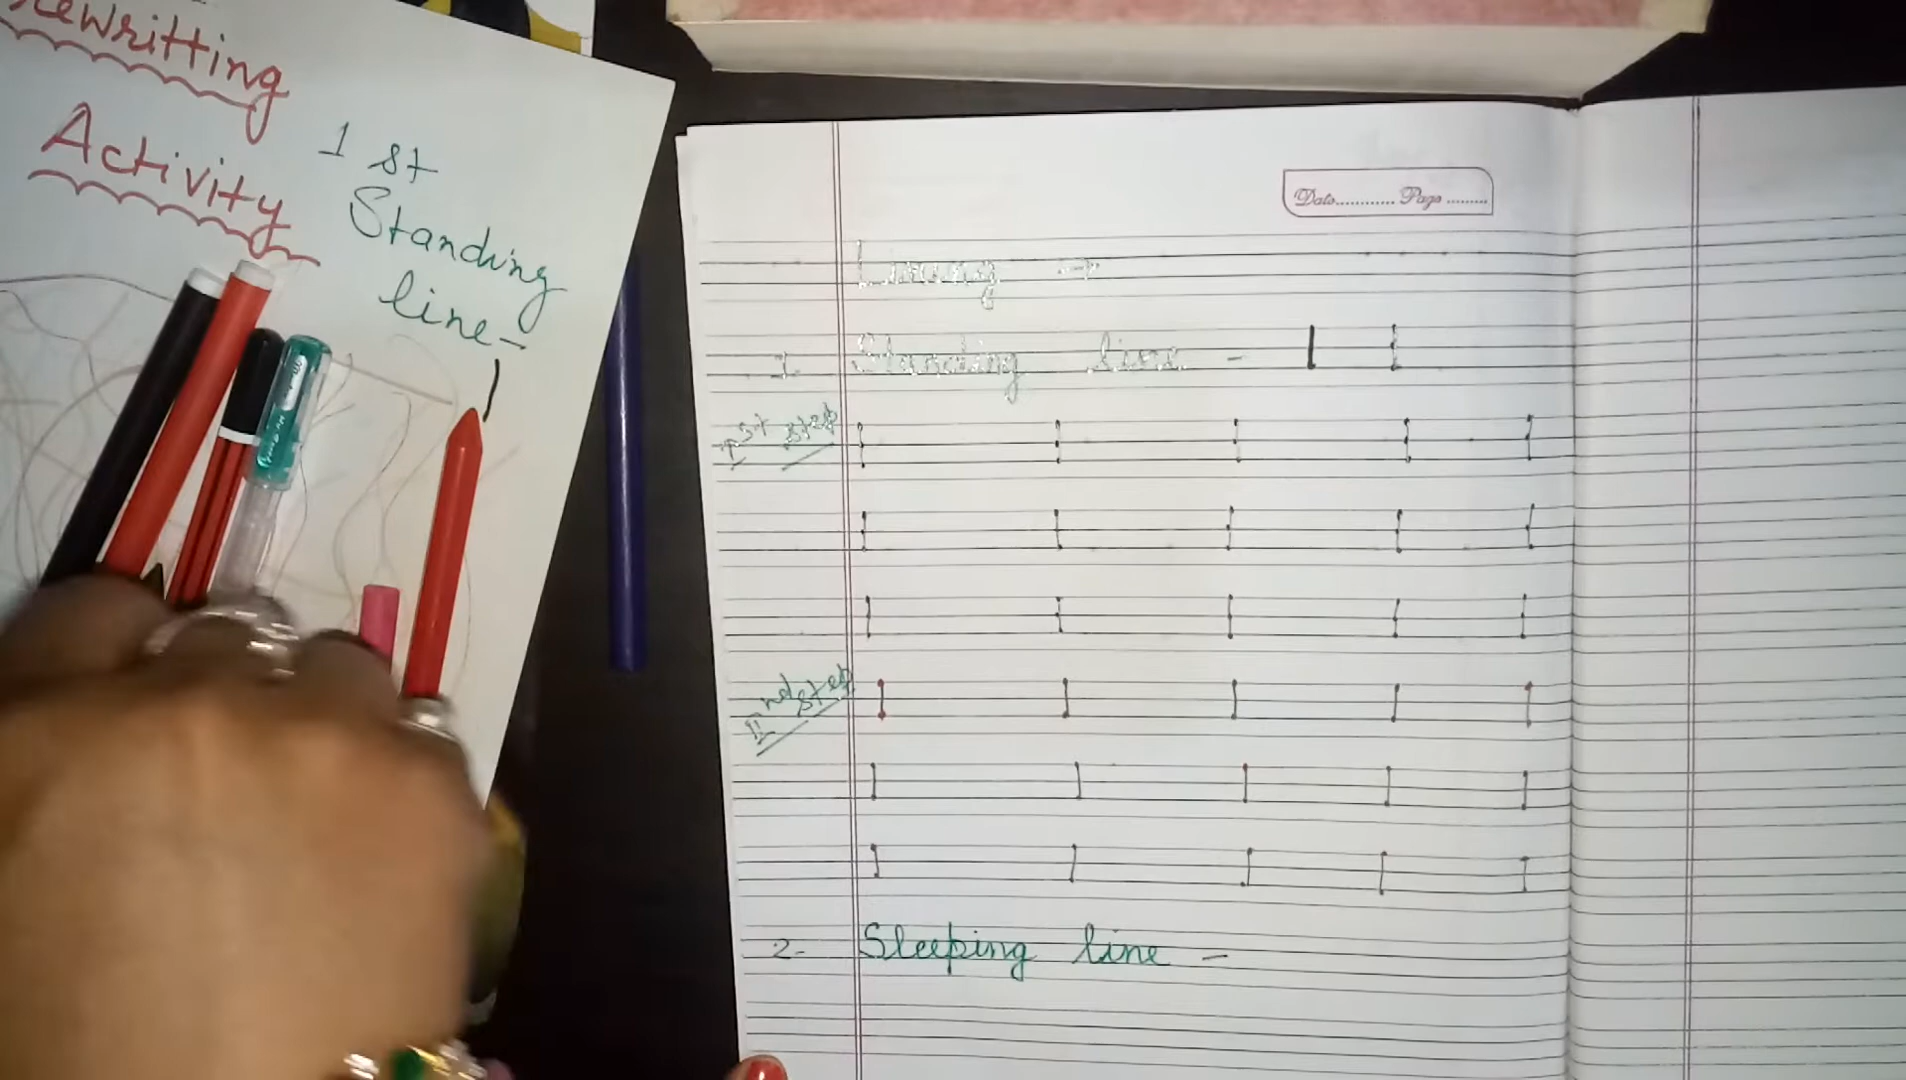 ewritting
Activity
1 st
Standing
line -
Date............ Page .........
Lining →
1. Standing line -
Ist step
IInd step
2- Sleeping line -